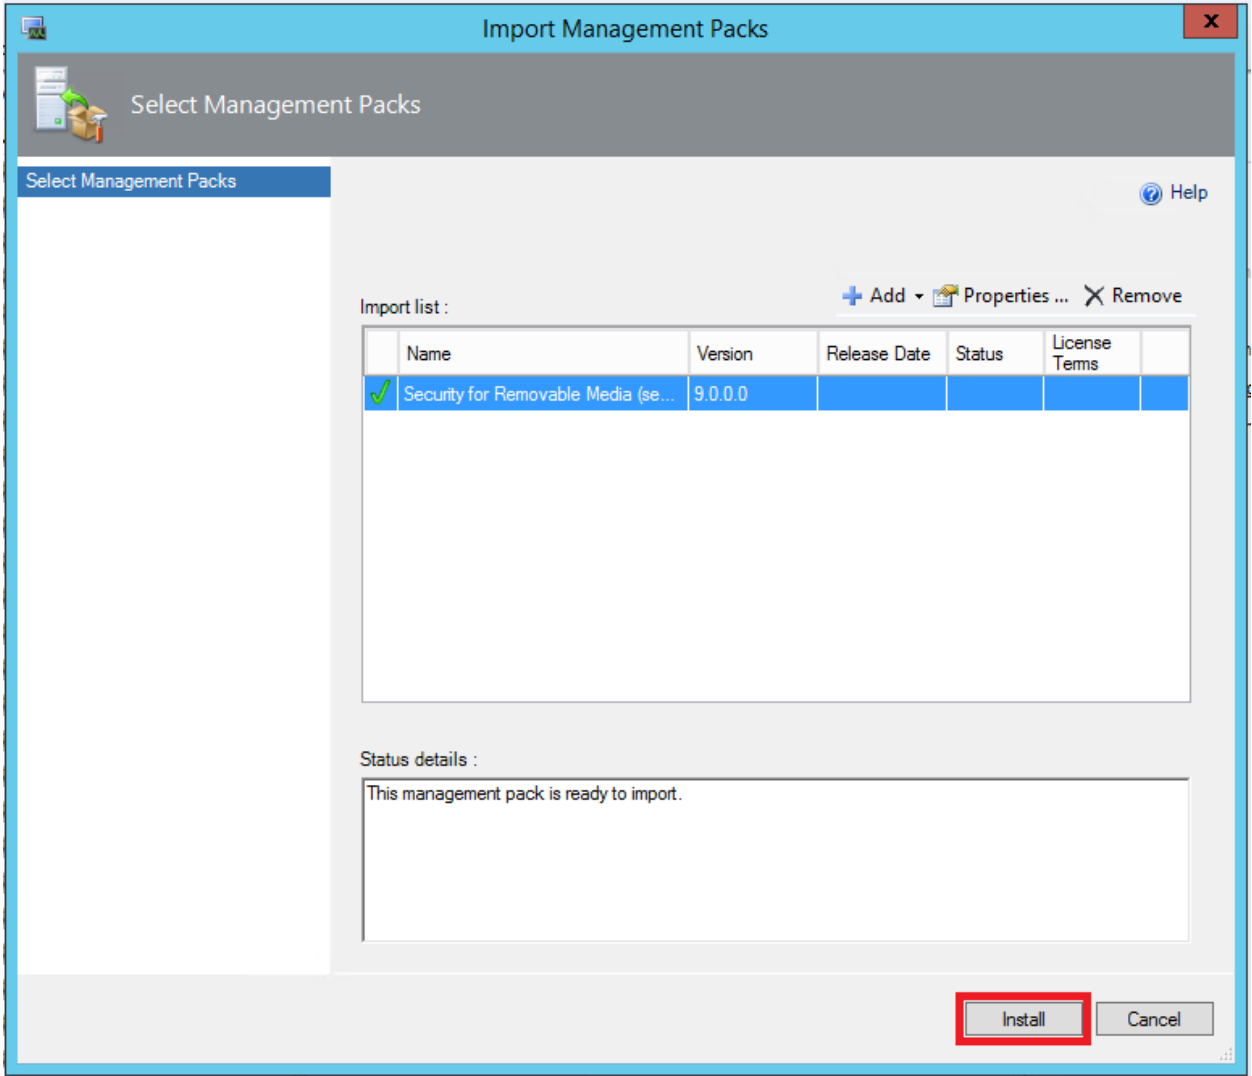 Import Management Packs
x
Select Management Packs
Select Management Packs
Help
Import list :
Add
Properties ...
Remove
Name
Version
Release Date
Status
License
Terms
Security for Removable Media (se...
9.0.0.0
Status details :
This management pack is ready to import.
Install
Cancel